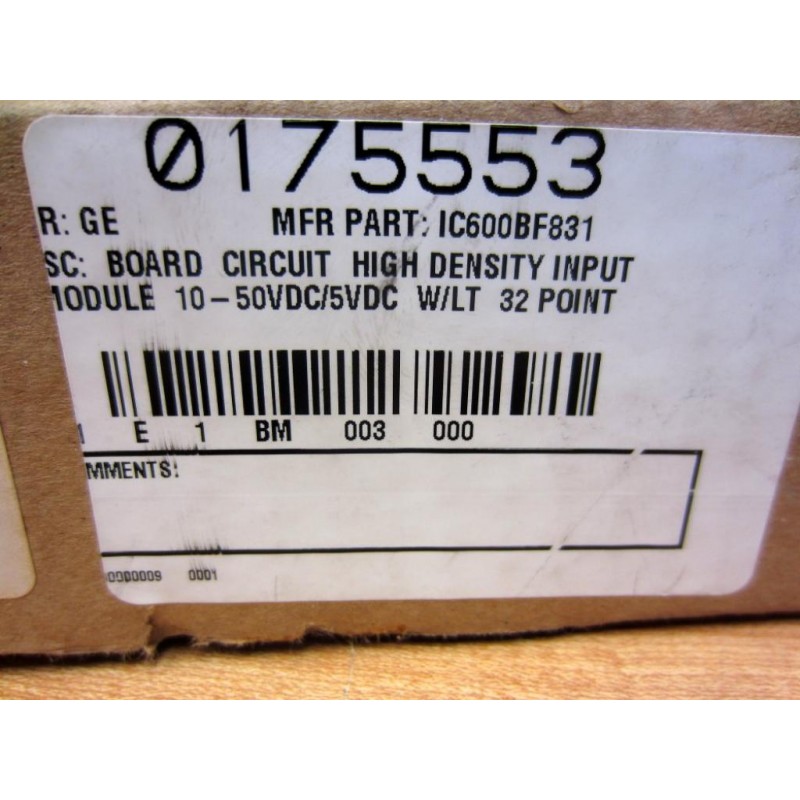 0175553
R: GE MFR PART: IC600BF831
SC: BOARD CIRCUIT HIGH DENSITY INPUT
MODULE 10-50VDC/5VDC W/LT 32 POINT
E 1 BM 003 000
MMENTS:
0000009 0001